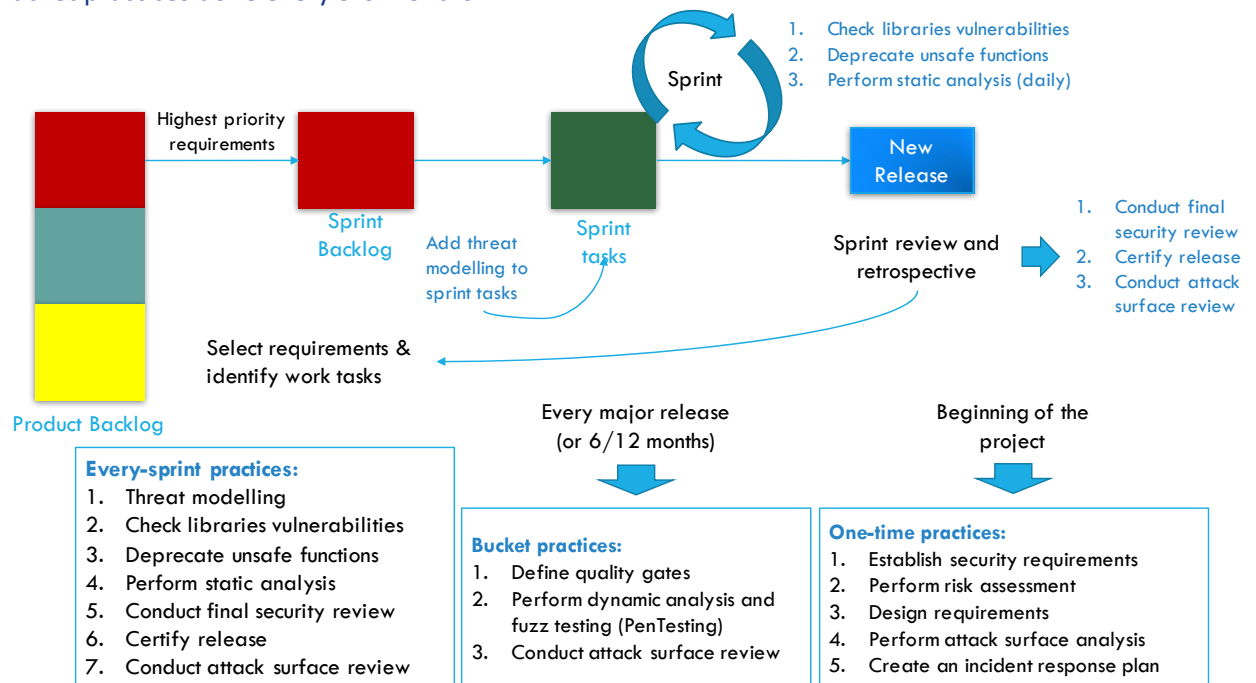 1. Check libraries vulnerabilities
2. Deprecate unsafe functions
3. Perform static analysis (daily)
Sprint
Highest priority
requirements
New
Release
Sprint
Backlog
Sprint
tasks
Add threat
modelling to
sprint tasks
Sprint review and
retrospective
1. Conduct final
security review
2. Certify release
3. Conduct attack
surface review
Select requirements &
identify work tasks
Product Backlog
Every major release
(or 6/12 months)
Beginning of the
project
Every-sprint practices:
1. Threat modelling
2. Check libraries vulnerabilities
3. Deprecate unsafe functions
4. Perform static analysis
5. Conduct final security review
6. Certify release
7. Conduct attack surface review
Bucket practices:
1. Define quality gates
2. Perform dynamic analysis and
fuzz testing (PenTesting)
3. Conduct attack surface review
One-time practices:
1. Establish security requirements
2. Perform risk assessment
3. Design requirements
4. Perform attack surface analysis
5. Create an incident response plan